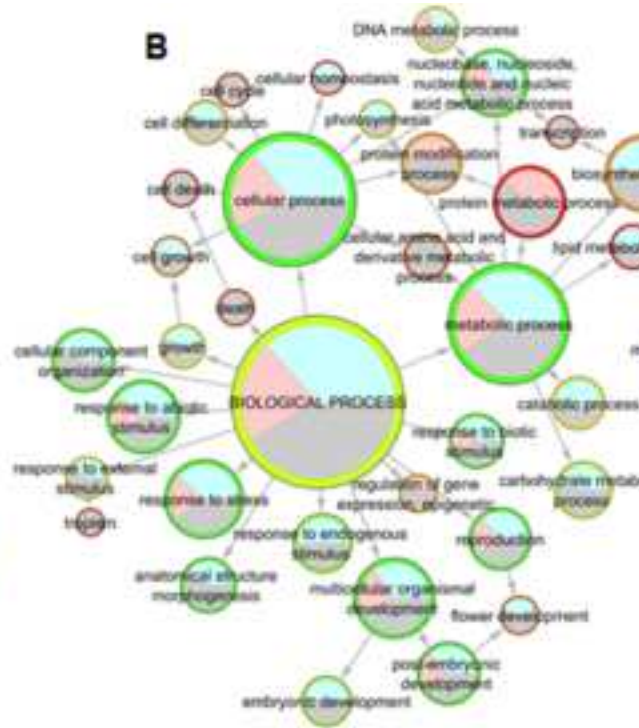 B
DNA metabolic process
nucleobase, nucleoside,
nucleotide and nucleic
acid metabolic process
cellular homeostasis
cell cycle
cell differentiation
photosynthesis
transcription
protein modification
process
biosynthe
cell death
cellular process
protein metabolic process
cellular amino acid and
derivative metabolic
process
lipid metabo
cell growth
death
metabolic process
growth
cellular component
organization
BIOLOGICAL PROCESS
catabolic process
response to abiotic
stimulus
response to biotic
stimulus
response to external
stimulus
regulation of gene
expression, epigenetic
carbohydrate metab
process
response to stress
tropism
response to endogenous
stimulus
reproduction
anatomical structure
morphogenesis
multicellular organismal
development
flower development
post-embryonic
development
embryonic development